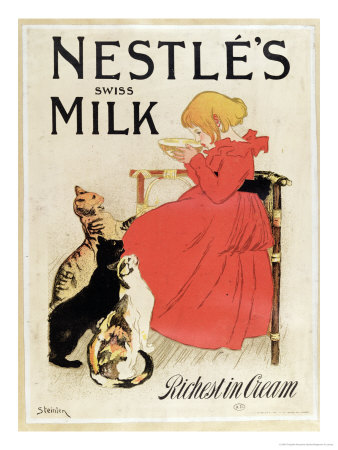 NESTLÉ'S
SWISS
MILK
Richest in Cream
Steinlen